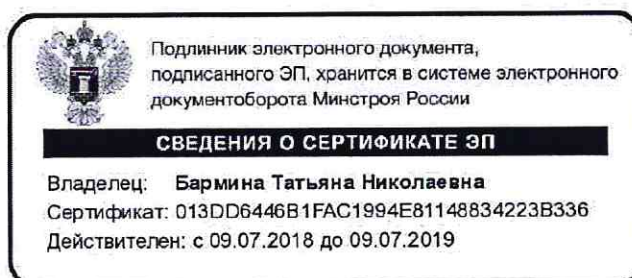 Подлинник электронного документа,
подписанного ЭП, хранится в системе электронного
документооборота Минстроя России
СВЕДЕНИЯ О СЕРТИФИКАТЕ ЭП
Владелец: Бармина Татьяна Николаевна
Сертификат: 013DD6446B1FAC1994E81148834223B336
Действителен: с 09.07.2018 до 09.07.2019